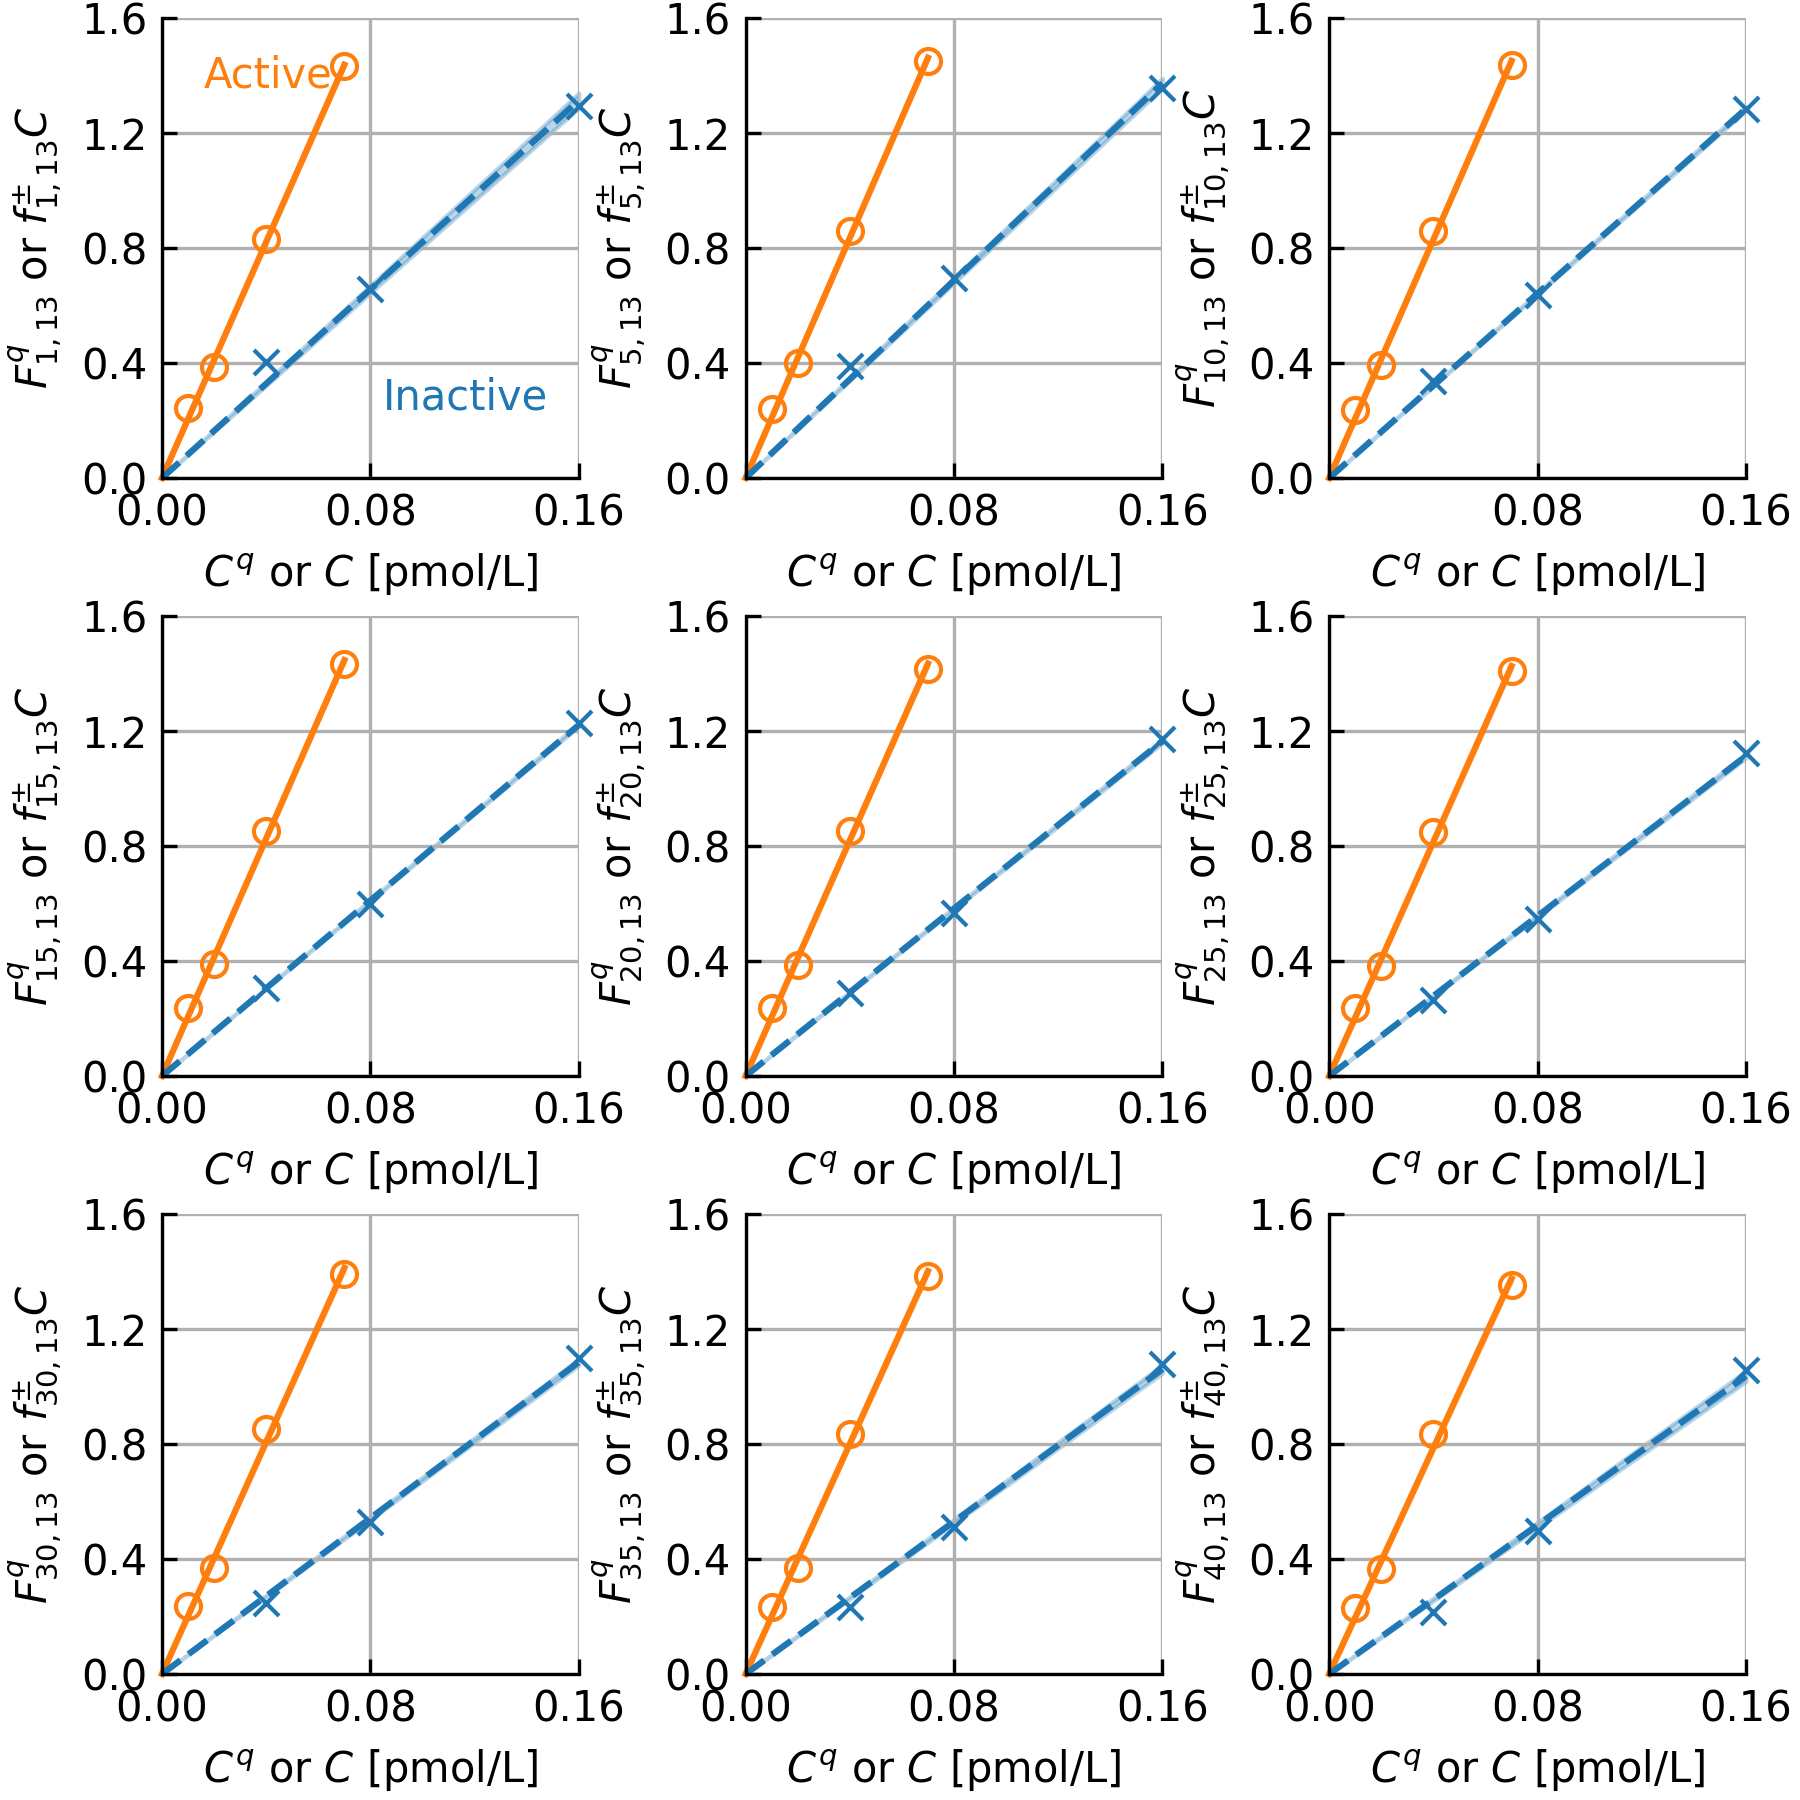 1.6
1.2
0.8
0.4
0.0
0.00 0.08 0.16
F^q_{1,13} or f^±_{1,13}C
C^q or C [pmol/L]
Active
Inactive
1.6
1.2
0.8
0.4
0.0
0.00 0.08 0.16
F^q_{5,13} or f^±_{5,13}C
C^q or C [pmol/L]
1.6
1.2
0.8
0.4
0.0
0.00 0.08 0.16
F^q_{10,13} or f^±_{10,13}C
C^q or C [pmol/L]
1.6
1.2
0.8
0.4
0.0
0.00 0.08 0.16
F^q_{15,13} or f^±_{15,13}C
C^q or C [pmol/L]
1.6
1.2
0.8
0.4
0.0
0.00 0.08 0.16
F^q_{20,13} or f^±_{20,13}C
C^q or C [pmol/L]
1.6
1.2
0.8
0.4
0.0
0.00 0.08 0.16
F^q_{25,13} or f^±_{25,13}C
C^q or C [pmol/L]
1.6
1.2
0.8
0.4
0.0
0.00 0.08 0.16
F^q_{30,13} or f^±_{30,13}C
C^q or C [pmol/L]
1.6
1.2
0.8
0.4
0.0
0.00 0.08 0.16
F^q_{35,13} or f^±_{35,13}C
C^q or C [pmol/L]
1.6
1.2
0.8
0.4
0.0
0.00 0.08 0.16
F^q_{40,13} or f^±_{40,13}C
C^q or C [pmol/L]